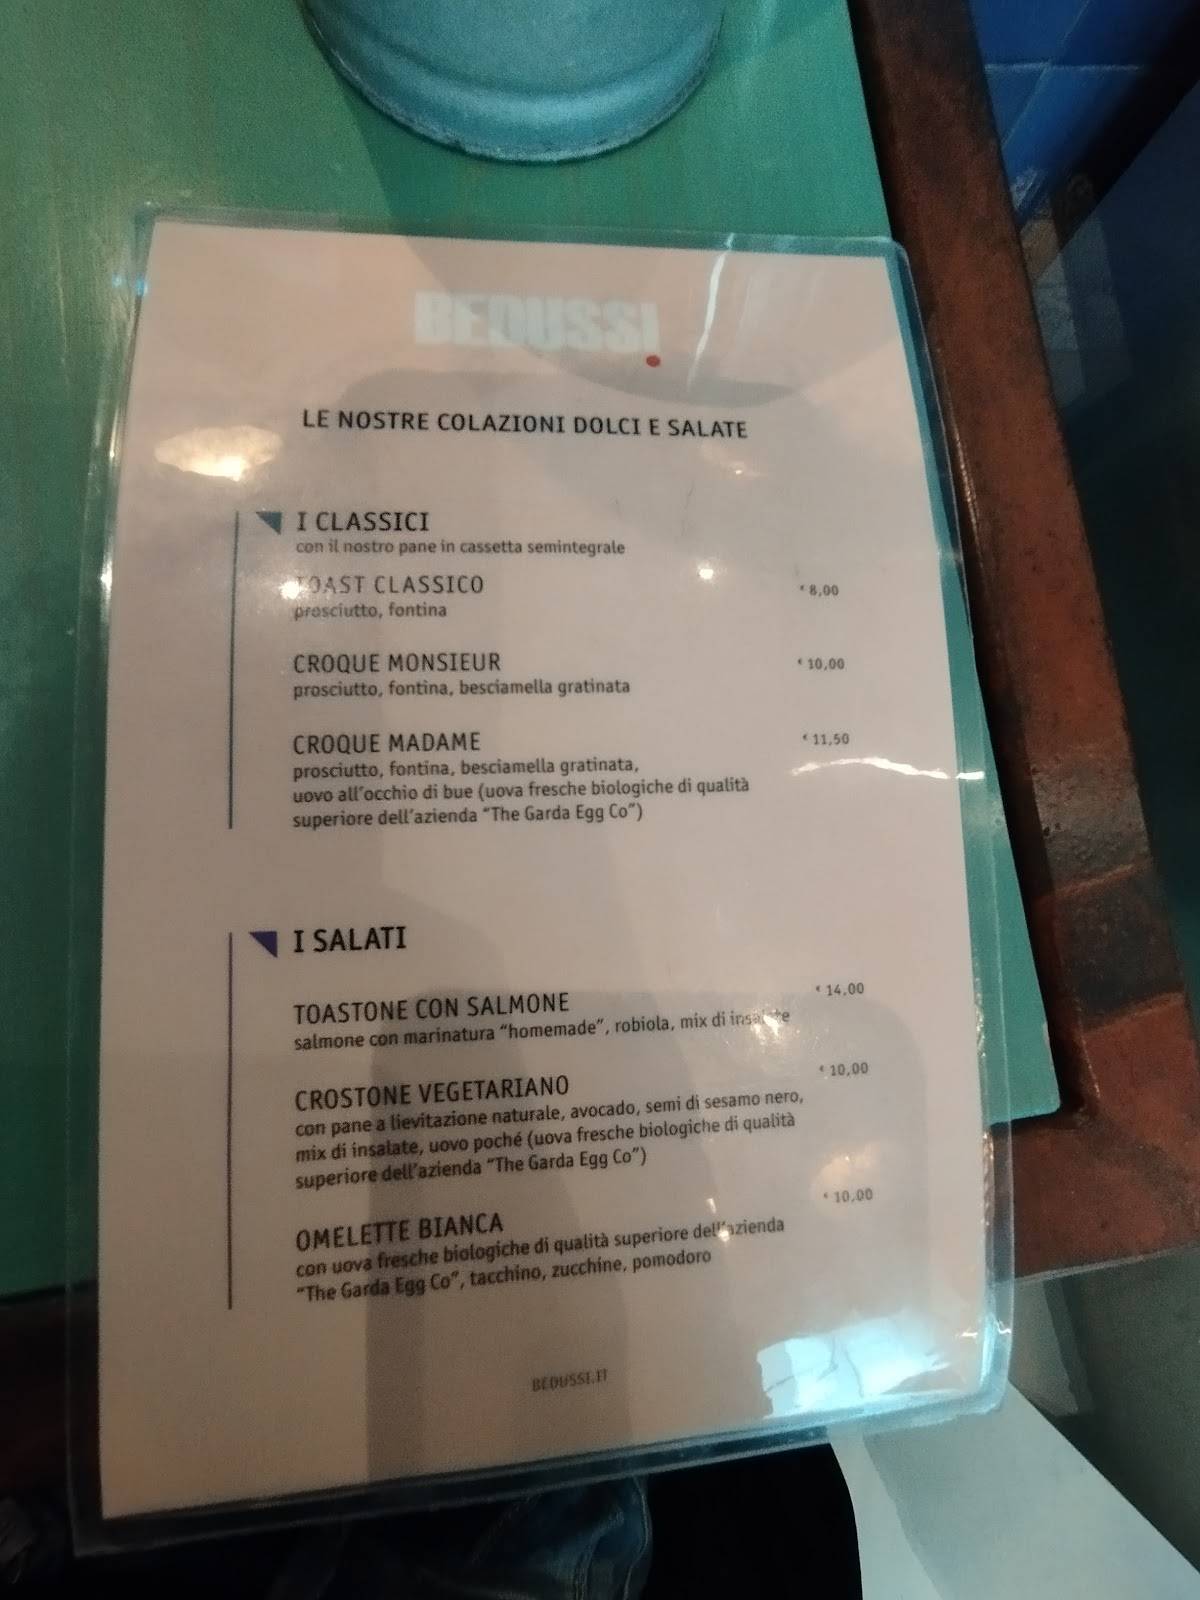 BEDUSSI.
LE NOSTRE COLAZIONI DOLCI E SALATE
I CLASSICI
con il nostro pane in cassetta semintegrale
TOAST CLASSICO € 8,00
prosciutto, fontina
CROQUE MONSIEUR € 10,00
prosciutto, fontina, besciamella gratinata
CROQUE MADAME € 11,50
prosciutto, fontina, besciamella gratinata,
uovo all'occhio di bue (uova fresche biologiche di qualità
superiore dell'azienda "The Garda Egg Co")
I SALATI
TOASTONE CON SALMONE € 14,00
salmone con marinatura "homemade", robiola, mix di insalate
CROSTONE VEGETARIANO € 10,00
con pane a lievitazione naturale, avocado, semi di sesamo nero,
mix di insalate, uovo poché (uova fresche biologiche di qualità
superiore dell'azienda "The Garda Egg Co")
OMELETTE BIANCA € 10,00
con uova fresche biologiche di qualità superiore dell'azienda
"The Garda Egg Co", tacchino, zucchine, pomodoro
BEDUSSI.IT